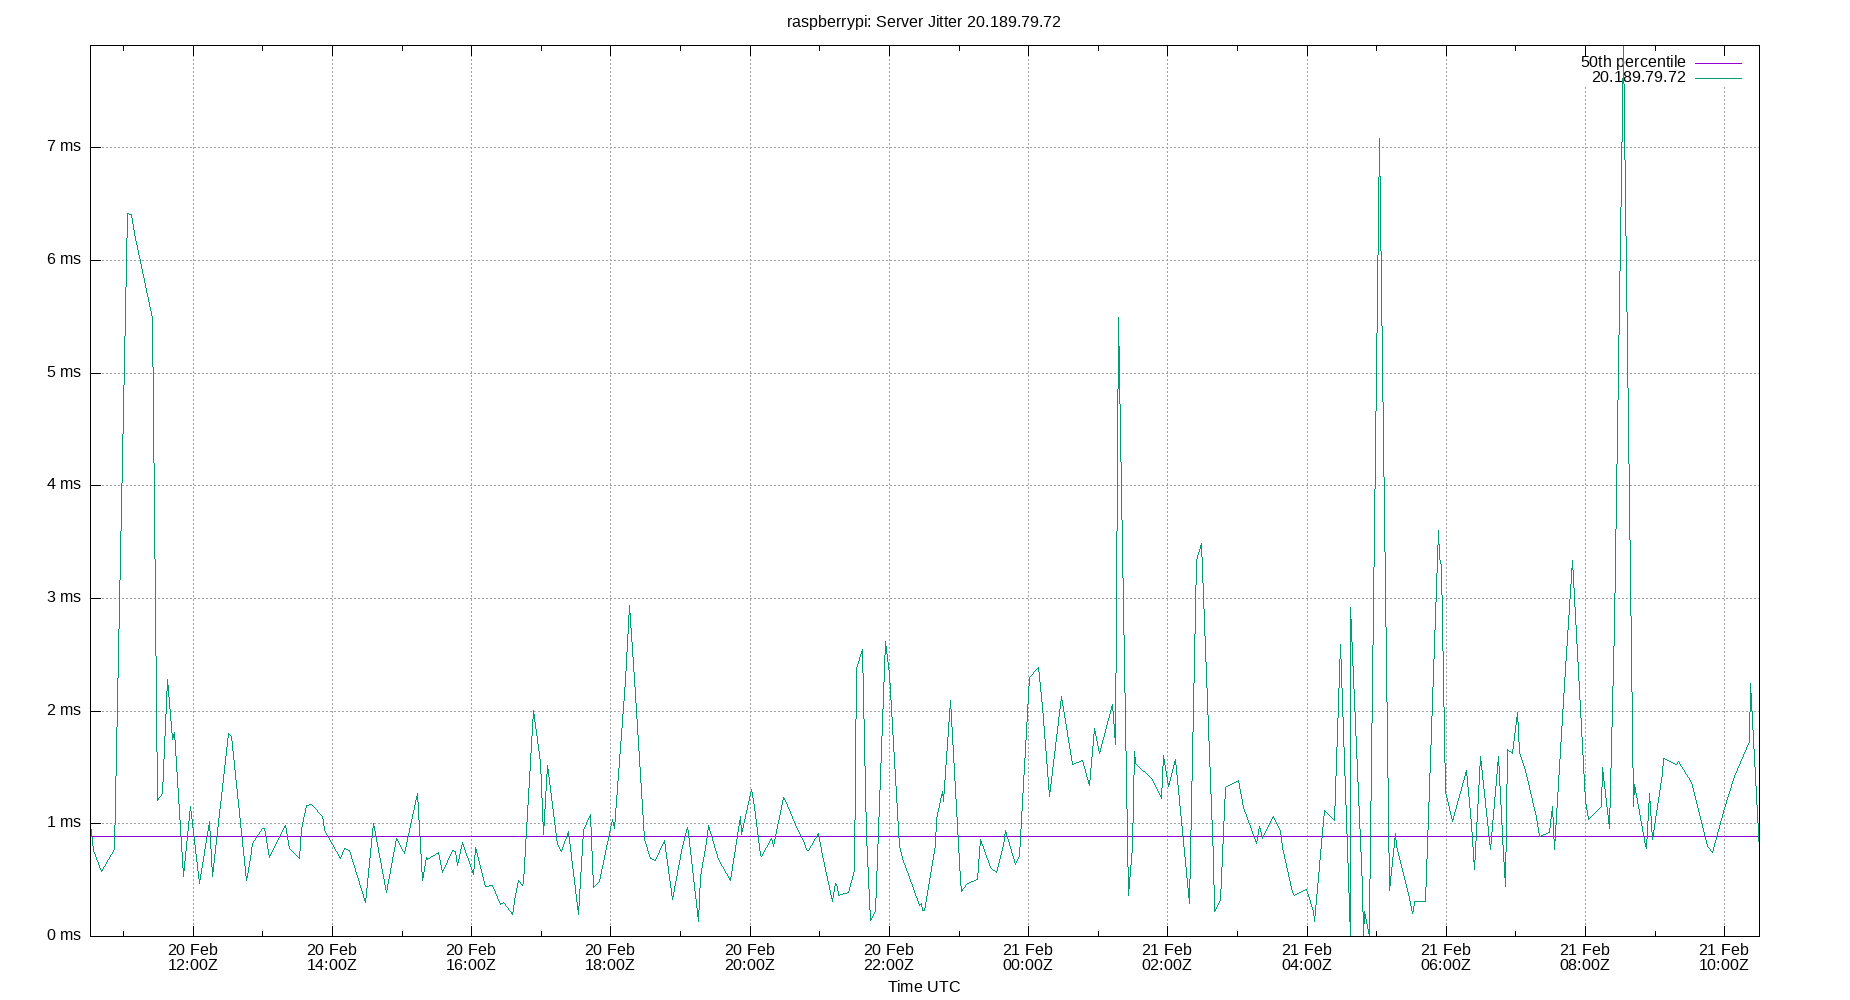 raspberrypi: Server Jitter 20.189.79.72
50th percentile
20.189.79.72
7 ms
6 ms
5 ms
4 ms
3 ms
2 ms
1 ms
0 ms
20 Feb 20 Feb 20 Feb 20 Feb 20 Feb 20 Feb 21 Feb 21 Feb 21 Feb 21 Feb 21 Feb 21 Feb
12:00Z 14:00Z 16:00Z 18:00Z 20:00Z 22:00Z 00:00Z 02:00Z 04:00Z 06:00Z 08:00Z 10:00Z
Time UTC